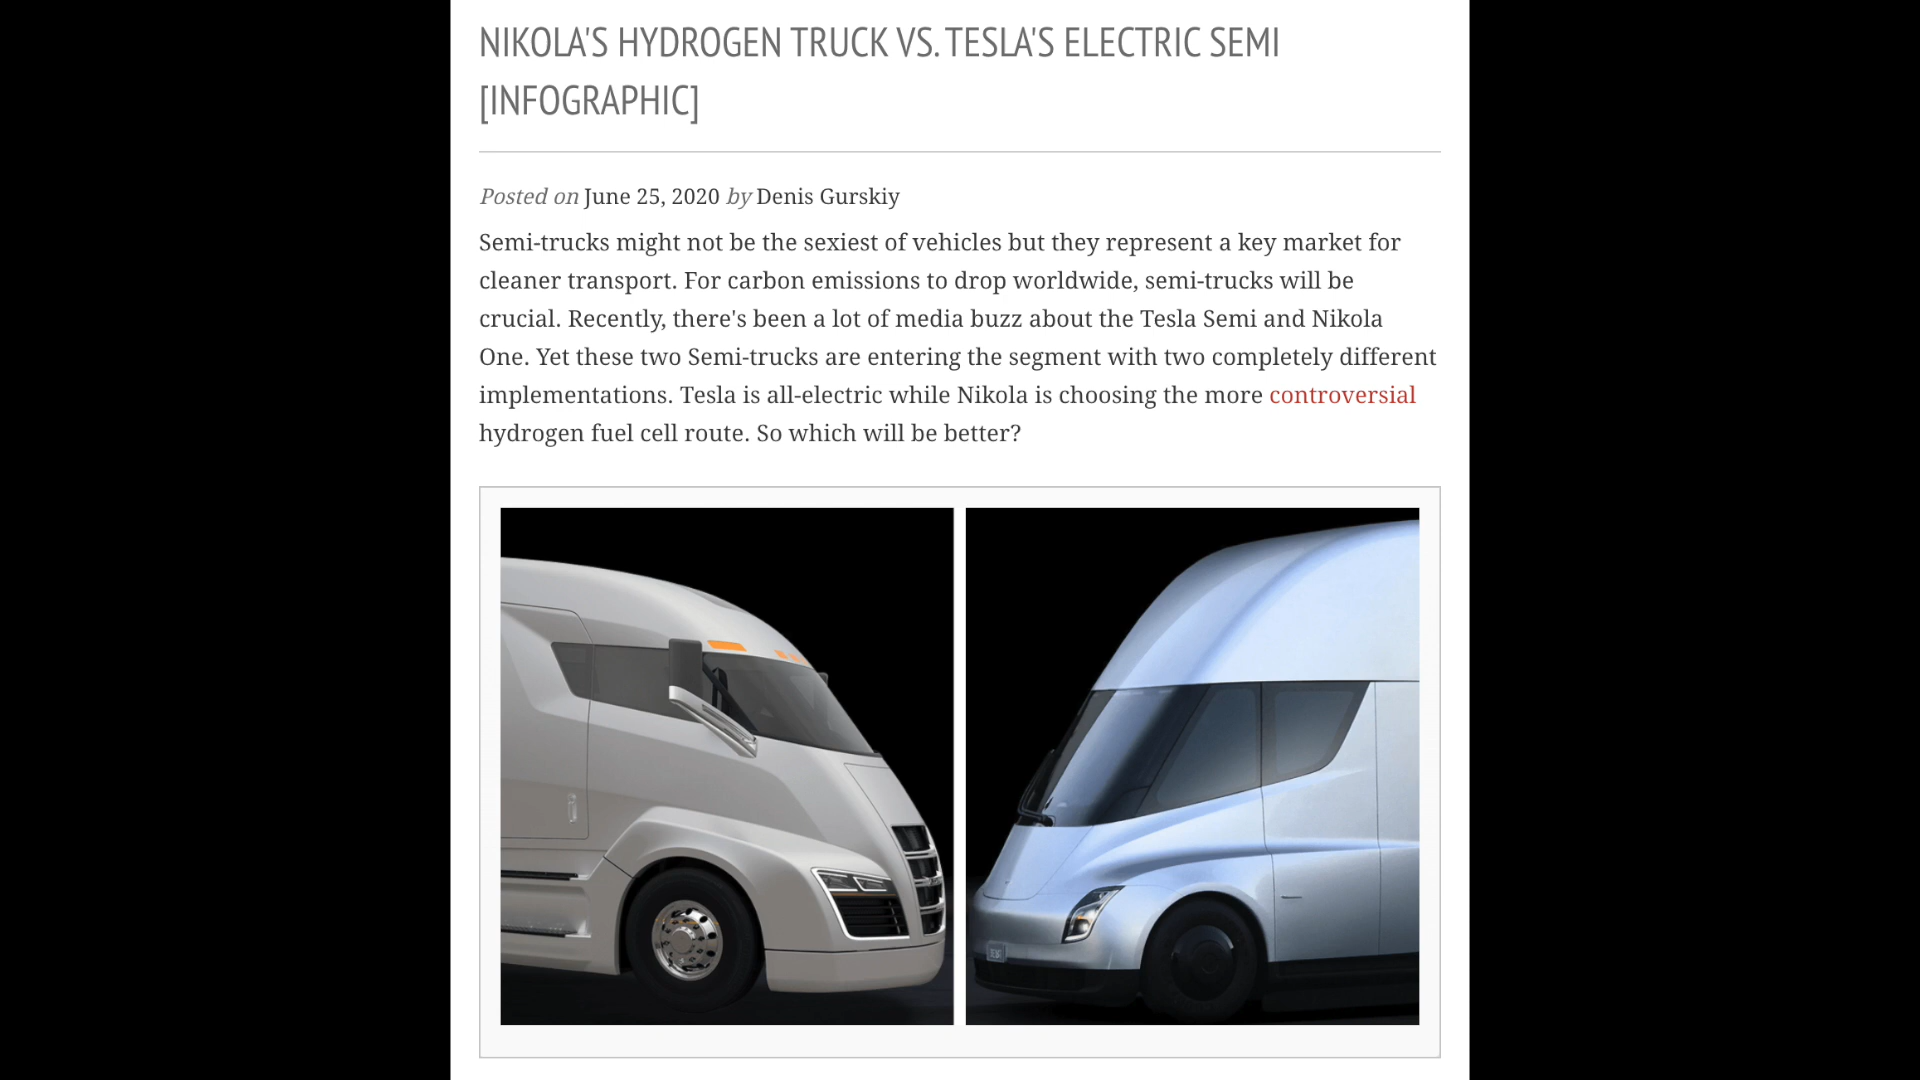 NIKOLA'S HYDROGEN TRUCK VS. TESLA'S ELECTRIC SEMI
[INFOGRAPHIC]
Posted on June 25, 2020 by Denis Gurskiy
Semi-trucks might not be the sexiest of vehicles but they represent a key market for
cleaner transport. For carbon emissions to drop worldwide, semi-trucks will be
crucial. Recently, there's been a lot of media buzz about the Tesla Semi and Nikola
One. Yet these two Semi-trucks are entering the segment with two completely different
implementations. Tesla is all-electric while Nikola is choosing the more controversial
hydrogen fuel cell route. So which will be better?